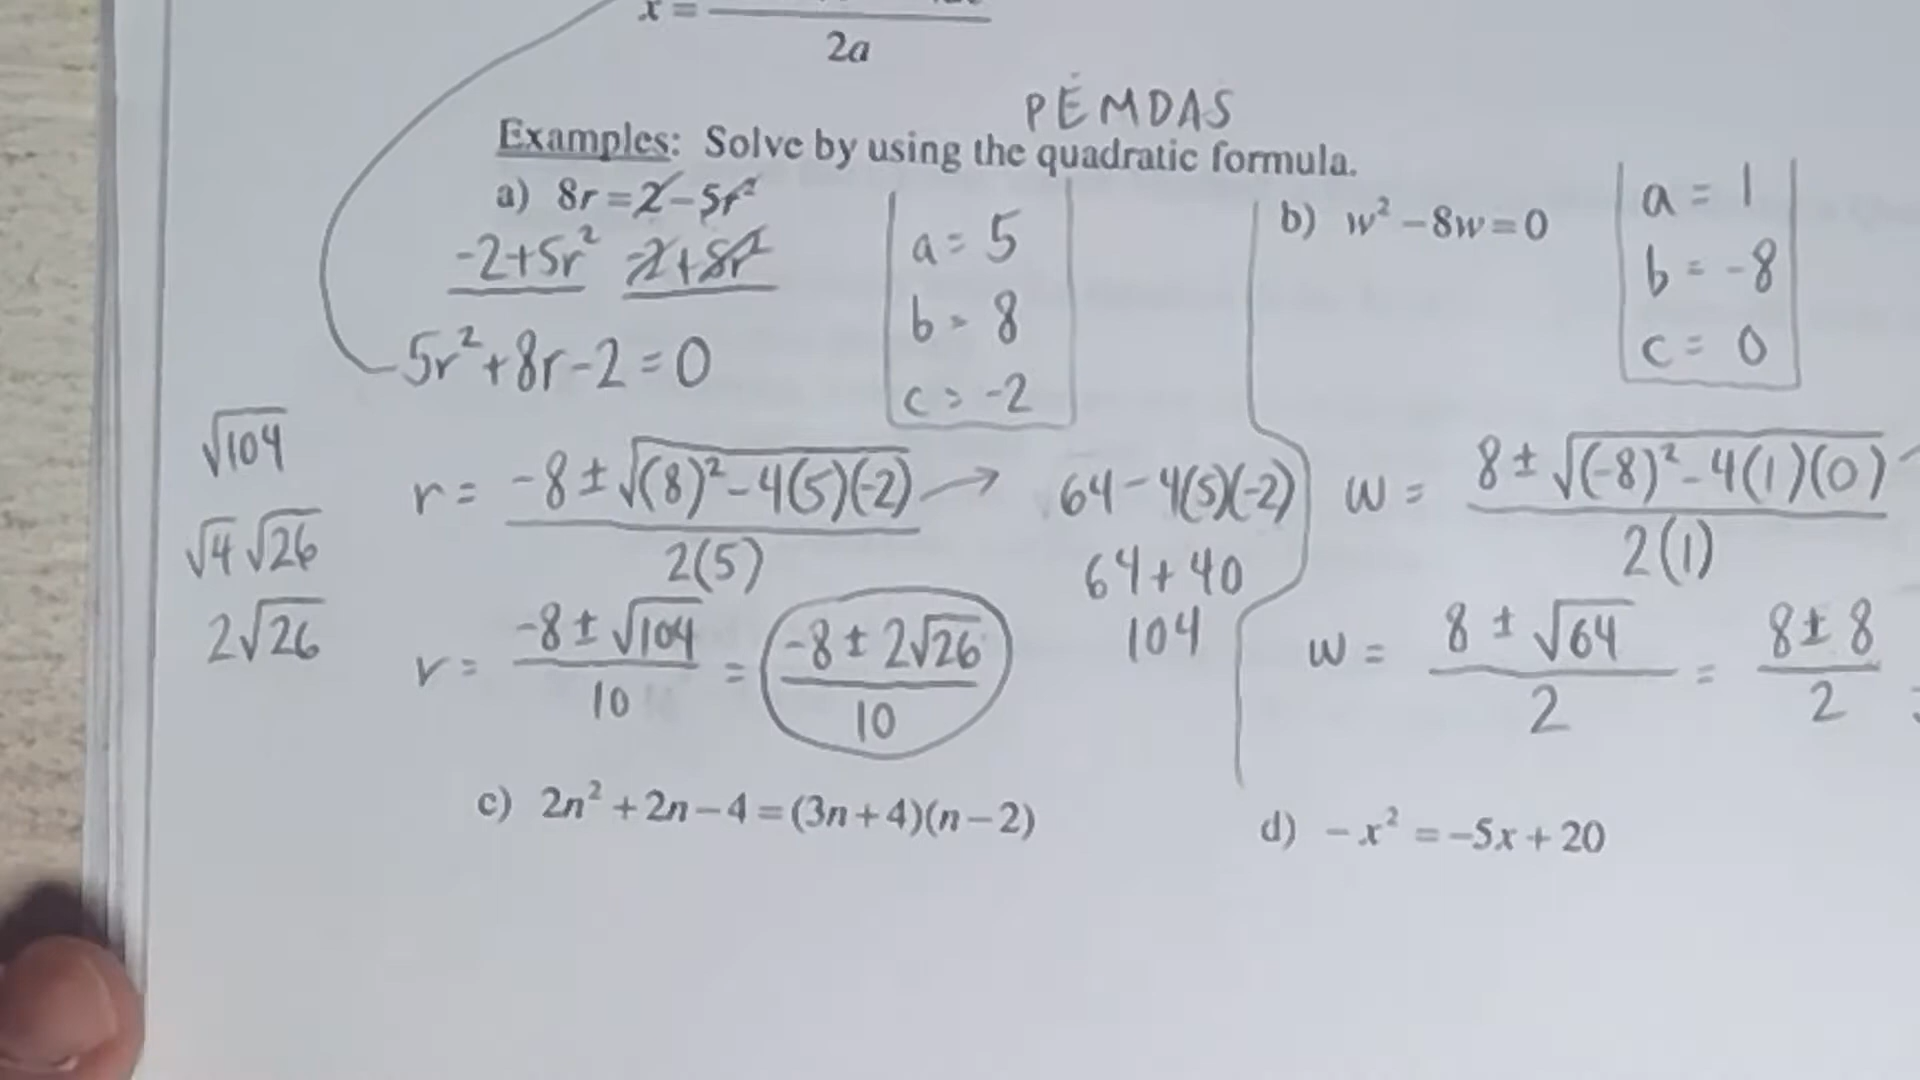 x =
2a
PEMDAS
Examples: Solve by using the quadratic formula.
a) 8r = 2 - 5r²
-2+5r² -2+5r²
5r²+8r-2=0
a = 5
b = 8
c = -2
√104
√4 √26
2√26
r = -8 ± √(8)²-4(5)(-2) / 2(5)
64-4(5)(-2)
64+40
104
r = -8 ± √104 / 10 = -8 ± 2√26 / 10
b) w² - 8w = 0
a = 1
b = -8
c = 0
w = 8 ± √(-8)²-4(1)(0) / 2(1)
w = 8 ± √64 / 2 = 8 ± 8 / 2
c) 2n² + 2n - 4 = (3n + 4)(n - 2)
d) -x² = -5x + 20